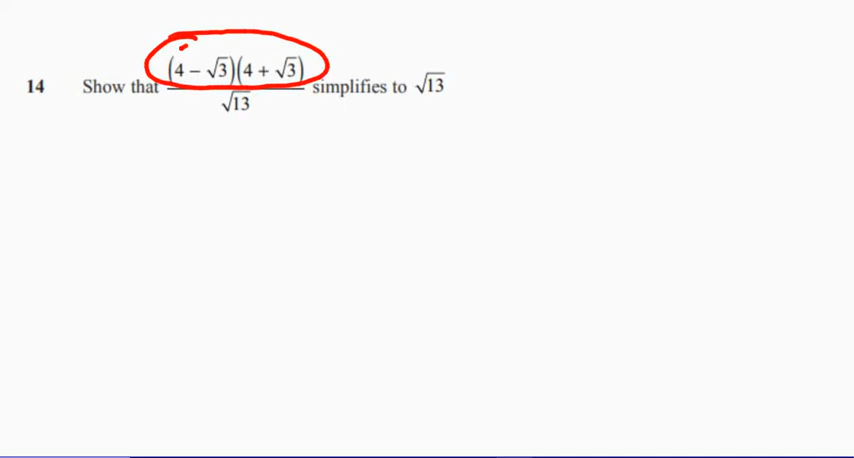 14 Show that (4 − √3)(4 + √3) / √13 simplifies to √13